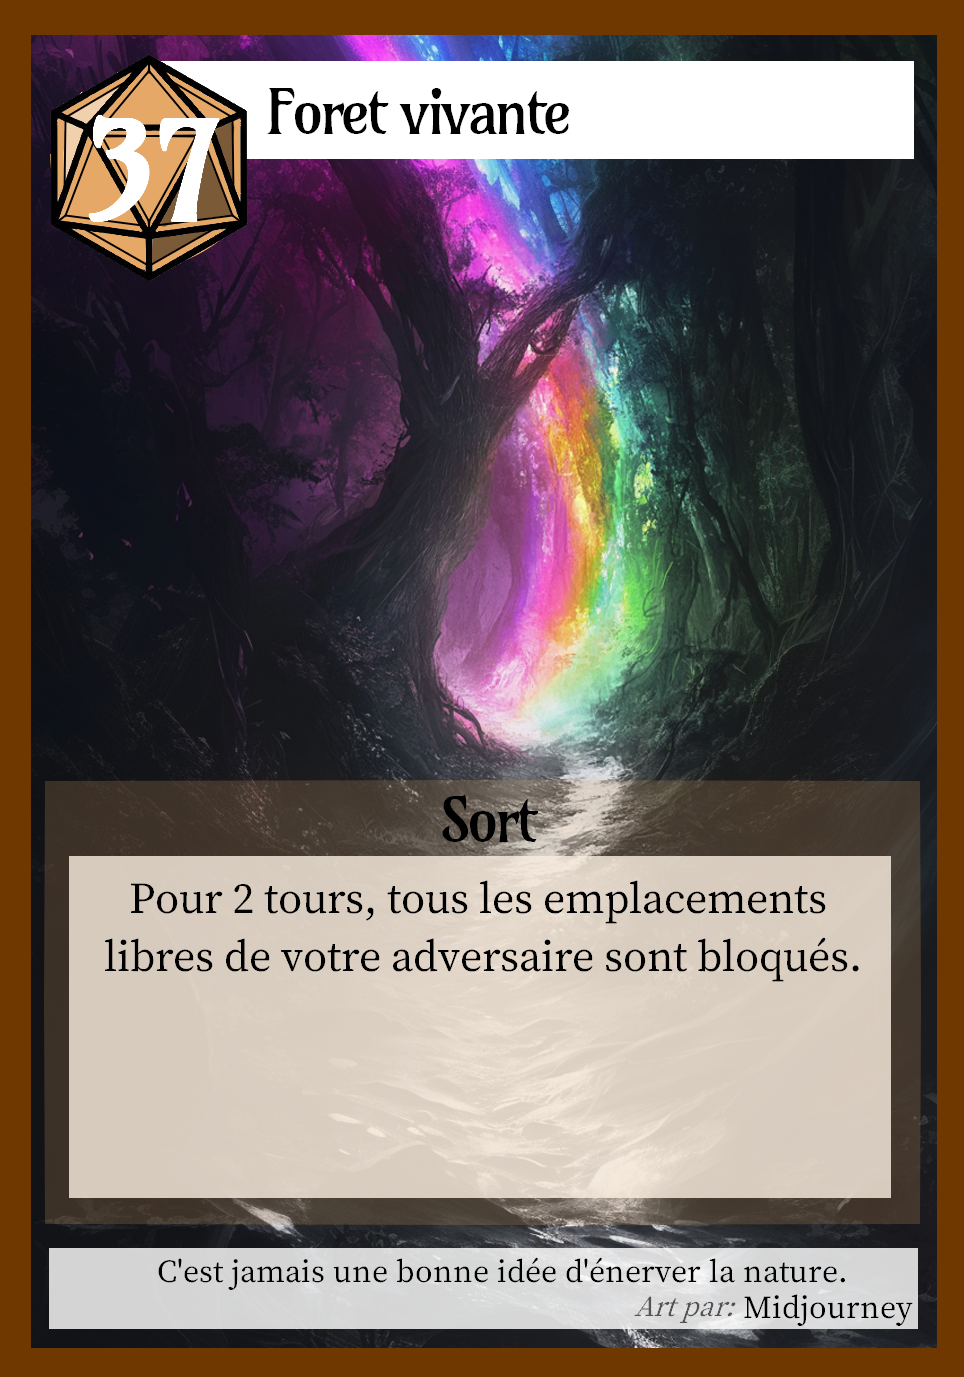 37
Foret vivante
Sort
Pour 2 tours, tous les emplacements
libres de votre adversaire sont bloqués.
C'est jamais une bonne idée d'énerver la nature.
Art par: Midjourney